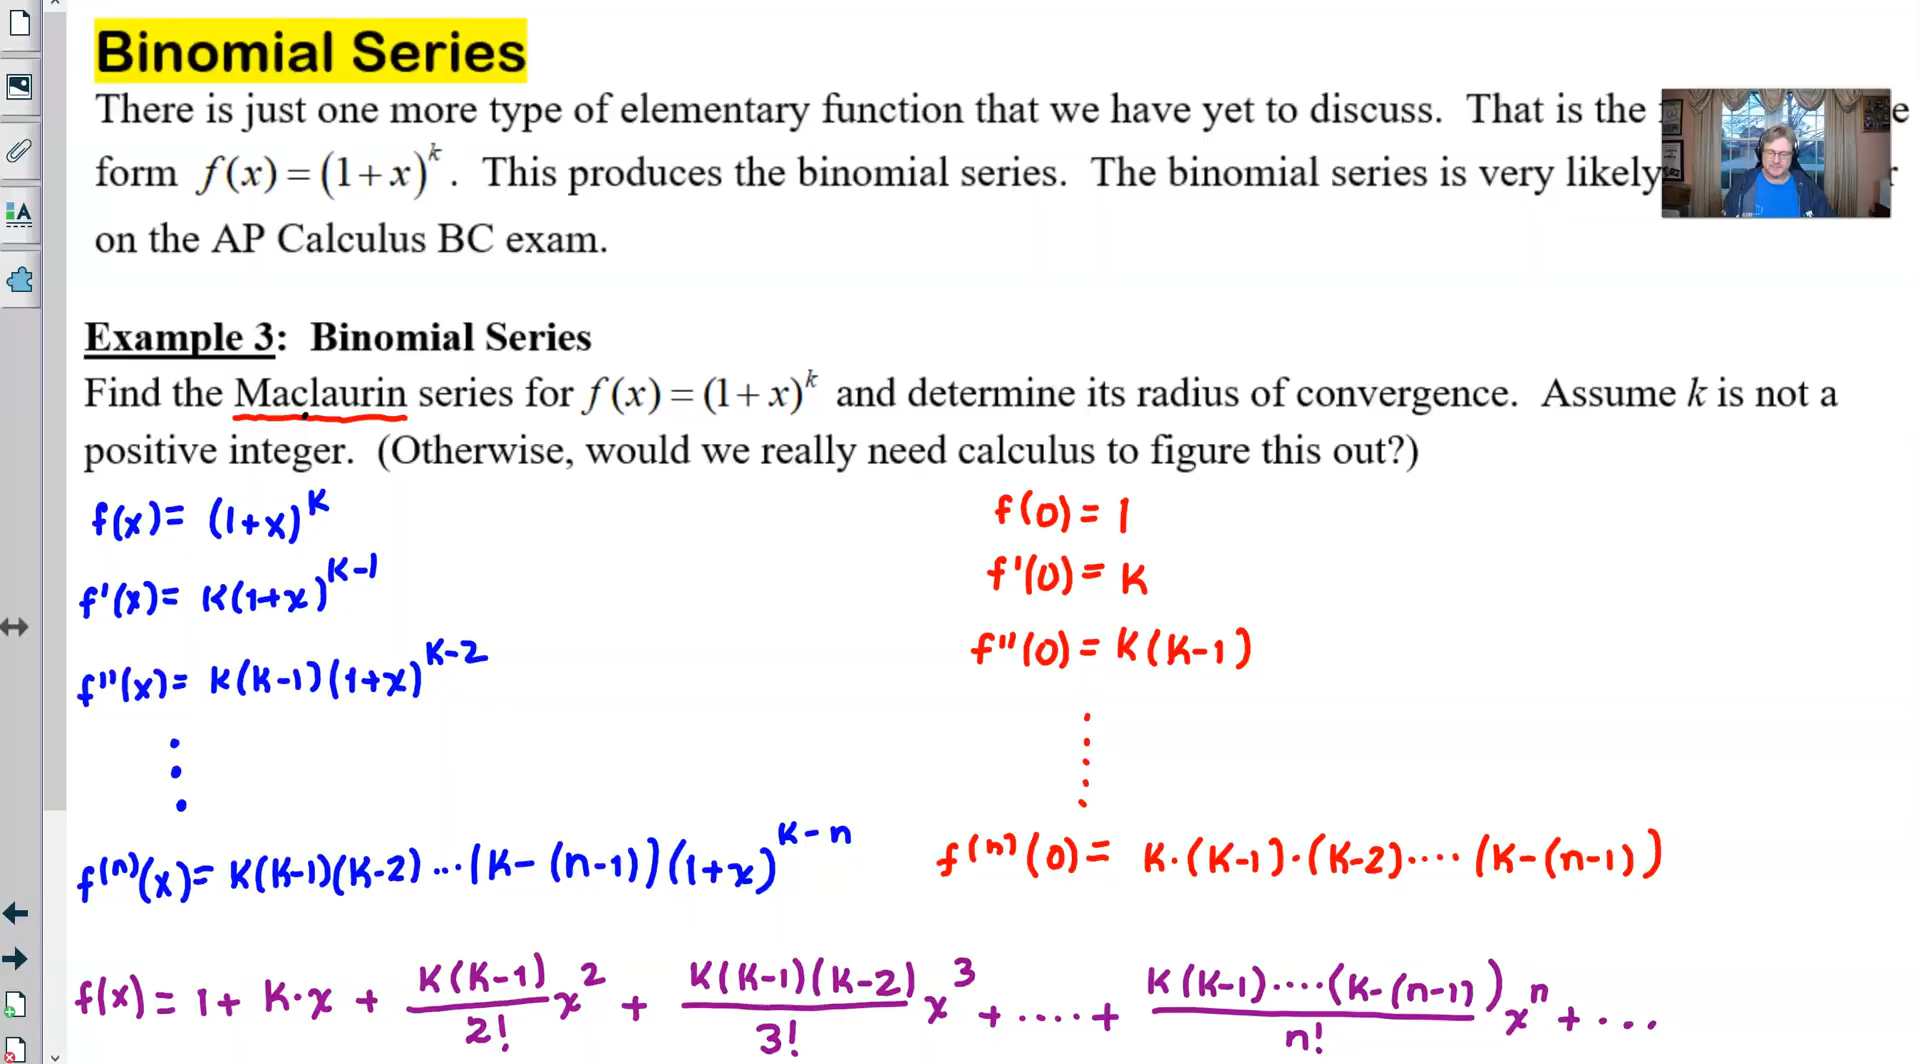 Binomial Series
There is just one more type of elementary function that we have yet to discuss. That is the e
form f(x) = (1+x)^k. This produces the binomial series. The binomial series is very likely
on the AP Calculus BC exam.
Example 3: Binomial Series
Find the Maclaurin series for f(x) = (1+x)^k and determine its radius of convergence. Assume k is not a
positive integer. (Otherwise, would we really need calculus to figure this out?)
f(x) = (1+x)^K
f(0) = 1
f'(x) = K(1+x)^{K-1}
f'(0) = K
f''(x) = K(K-1)(1+x)^{K-2}
f''(0) = K(K-1)
f^{(n)}(x) = K(K-1)(K-2)...(K-(n-1))(1+x)^{K-n}
f^{(n)}(0) = K·(K-1)·(K-2)····(K-(n-1))
f(x) = 1 + K·x + K(K-1)/2! x^2 + K(K-1)(K-2)/3! x^3 + .... + K(K-1)....(K-(n-1))/n! x^n + ...